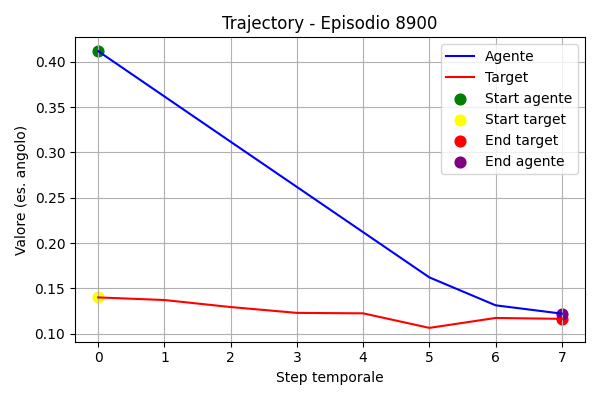 Trajectory - Episodio 8900
Valore (es. angolo)
0.40
0.35
0.30
0.25
0.20
0.15
0.10
Agente
Target
Start agente
Start target
End target
End agente
0 1 2 3 4 5 6 7
Step temporale